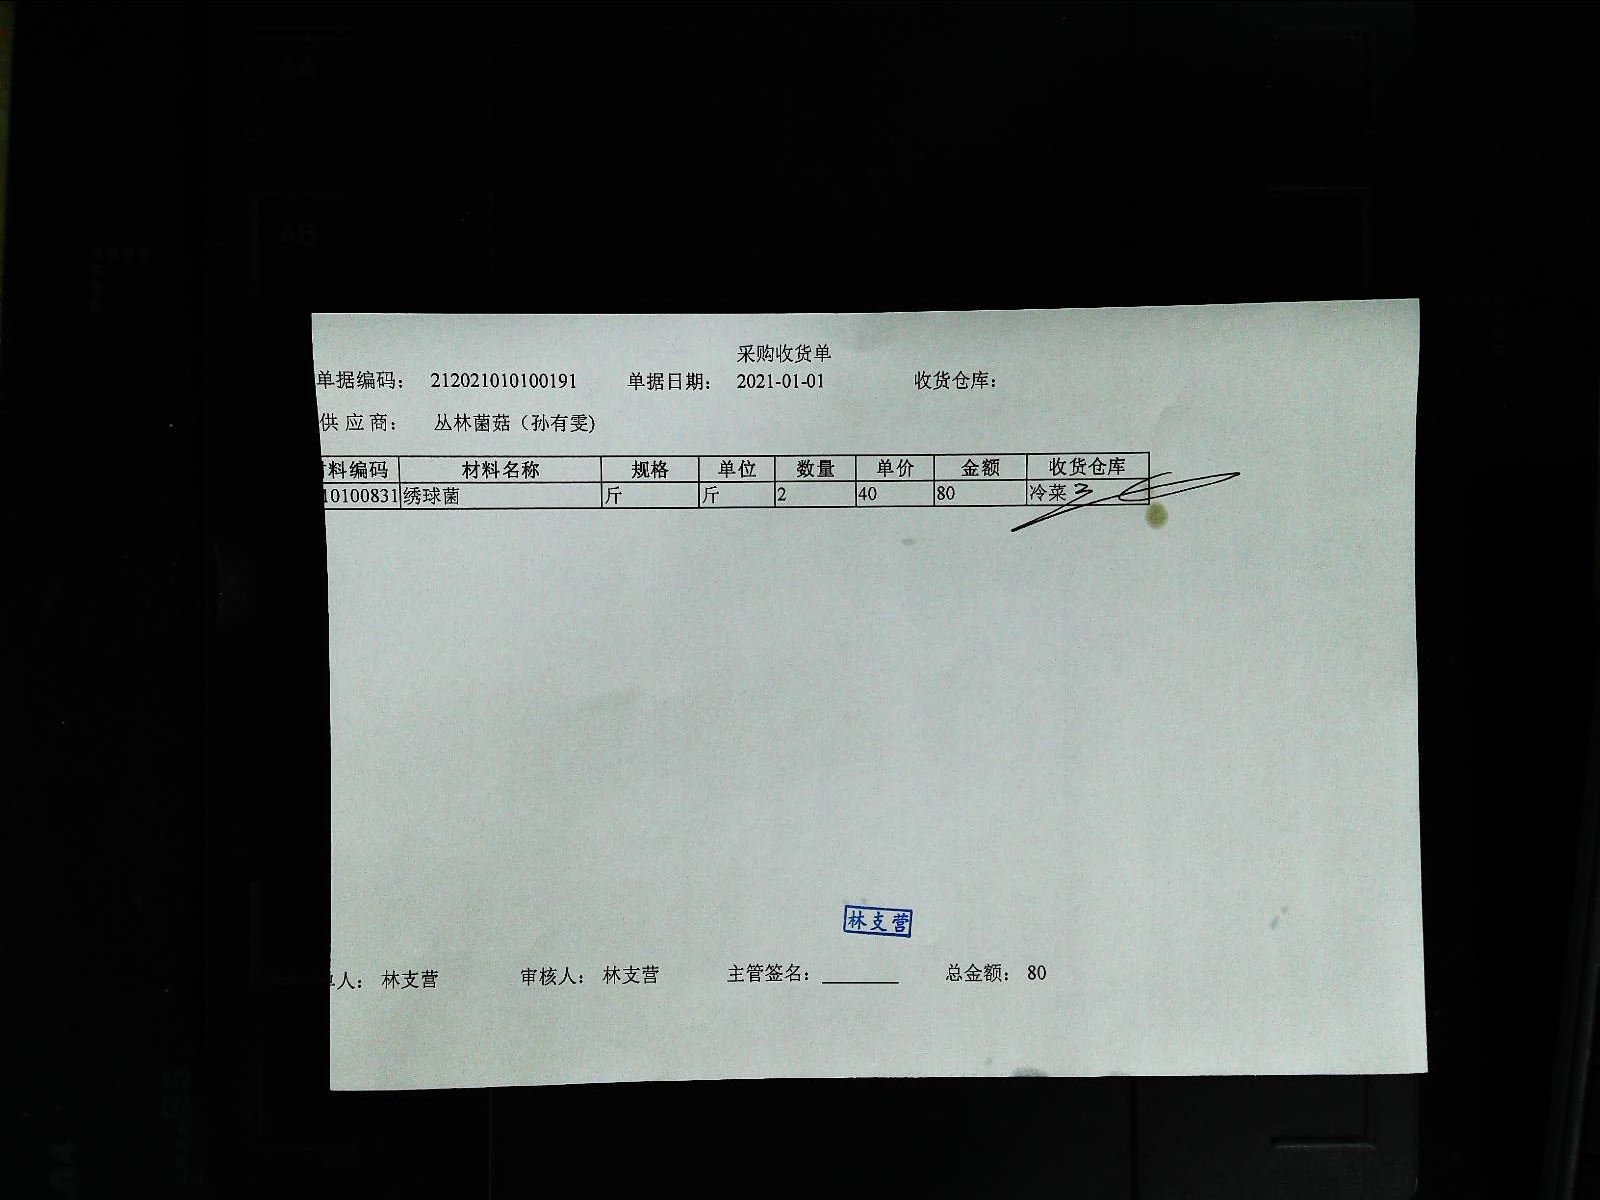 采购收货单
单据编码： 212021010100191 单据日期： 2021-01-01 收货仓库：
供应商： 丛林菌菇（孙有雯)
材料编码 材料名称 规格 单位 数量 单价 金额 收货仓库
10100831 绣球菌 斤 斤 2 40 80 冷菜
林支营
单人： 林支营 审核人： 林支营 主管签名： 总金额： 80